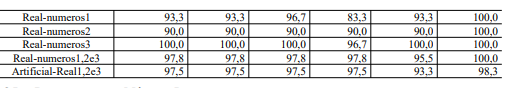 Real-numeros1 93,3 93,3 96,7 83,3 93,3 100,0
Real-numeros2 90,0 90,0 90,0 90,0 90,0 100,0
Real-numeros3 100,0 100,0 100,0 96,7 100,0 100,0
Real-numeros1,2e3 97,8 97,8 97,8 97,8 95,5 100,0
Artificial-Real1,2e3 97,5 97,5 97,5 97,5 93,3 98,3